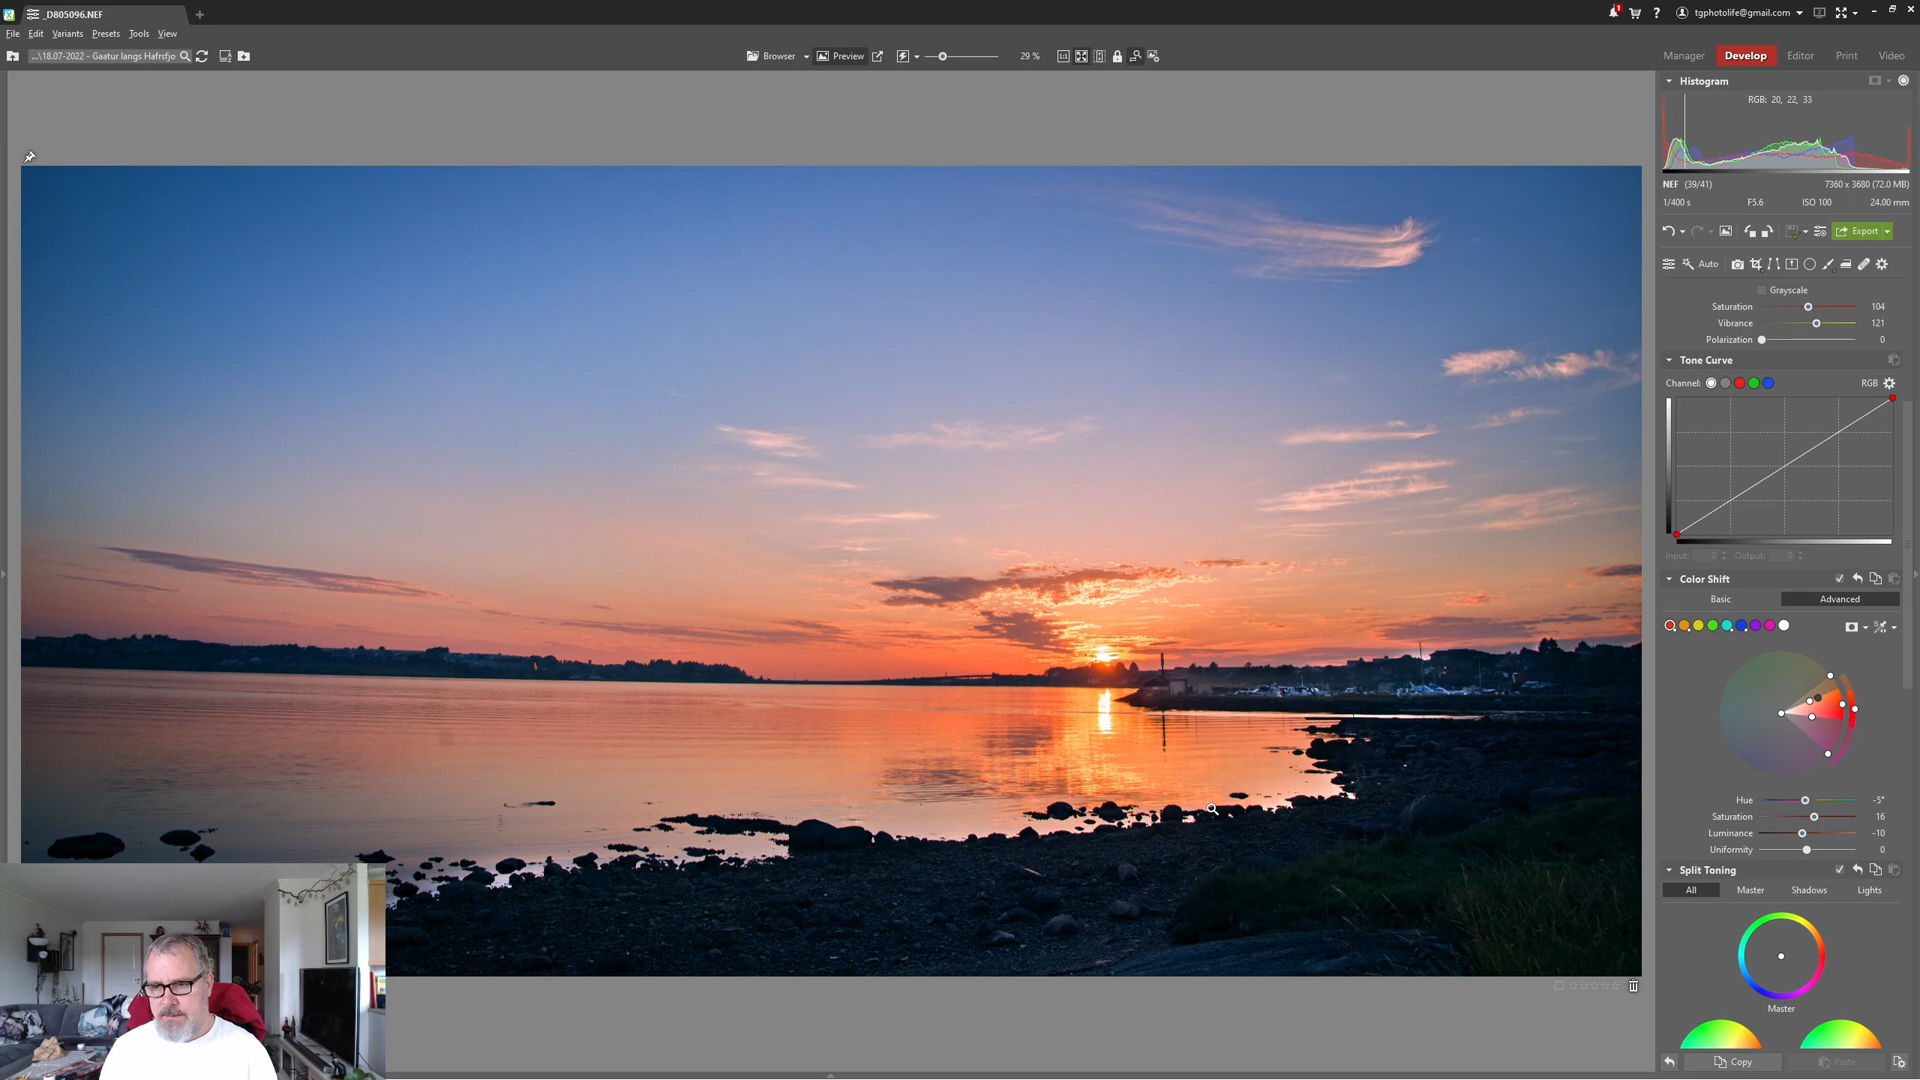 _D805096.NEF
tgphotolife@gmail.com
1
File Edit Variants Presets Tools View
...\18.07-2022 - Gaatur langs Hafrsfjo
Browser Preview 29 %
Manager Develop Editor Print Video
Histogram
RGB: 20, 22, 33
NEF (39/41) 7360 x 3680 (72.0 MB)
1/400 s F5.6 ISO 100 24.00 mm
Export
Auto
Grayscale
Saturation 104
Vibrance 121
Polarization 0
Tone Curve
Channel: RGB
Input: 0 Output: 0
Color Shift
Basic Advanced
Hue -5°
Saturation 16
Luminance -10
Uniformity 0
Split Toning
All Master Shadows Lights
Master
Copy Paste